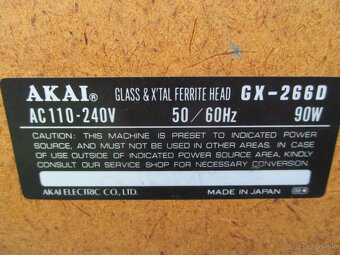 AKAI® GLASS & X'TAL FERRITE HEAD GX-266D
AC110-240V 50/60Hz 90W
CAUTION: THIS MACHINE IS PRESET TO INDICATED POWER
SOURCE, AND MUST NOT BE USED IN OTHER AREAS. IN CASE
OF USE OUTSIDE OF INDICATED POWER SOURCE AREA, KINDLY
CONSULT OUR SERVICE SHOP FOR NECESSARY CONVERSION.
AKAI ELECTRIC CO., LTD. MADE IN JAPAN